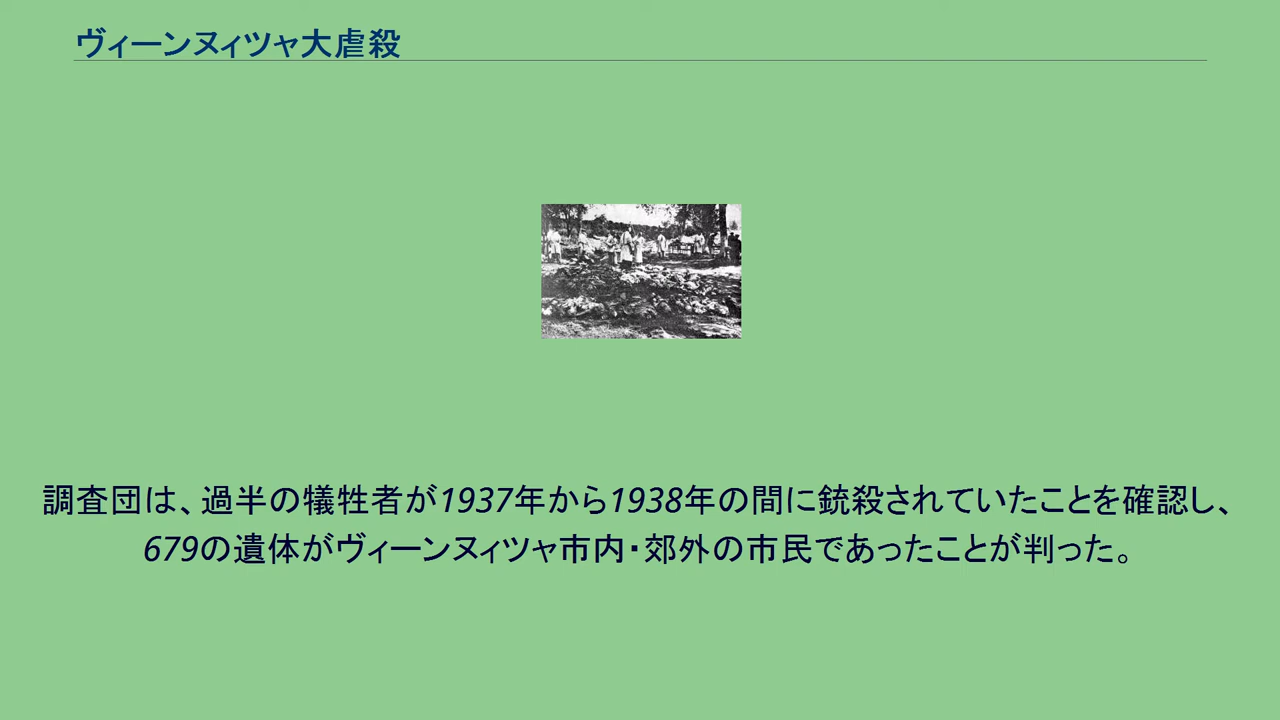 ヴィーンヌィツャ大虐殺
調査団は、過半の犠牲者が1937年から1938年の間に銃殺されていたことを確認し、
679の遺体がヴィーンヌィツャ市内・郊外の市民であったことが判った。